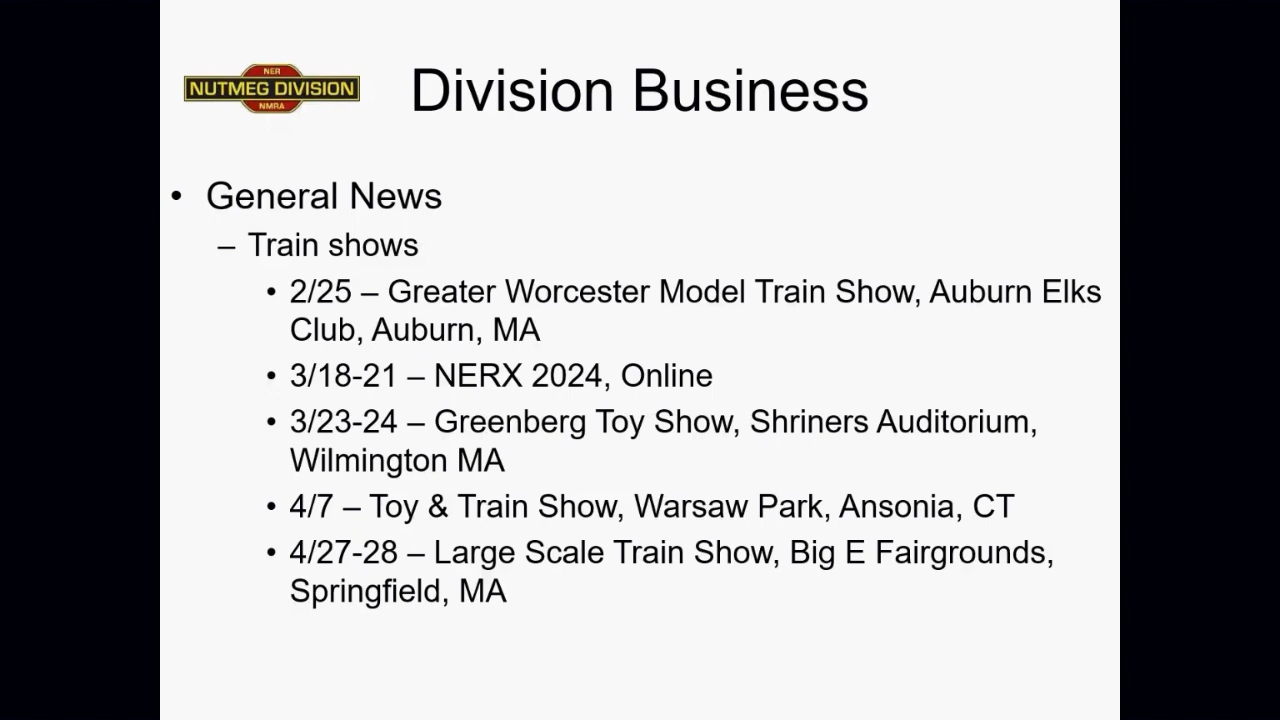 NER
NUTMEG DIVISION
NMRA
Division Business
• General News
– Train shows
• 2/25 – Greater Worcester Model Train Show, Auburn Elks
Club, Auburn, MA
• 3/18-21 – NERX 2024, Online
• 3/23-24 – Greenberg Toy Show, Shriners Auditorium,
Wilmington MA
• 4/7 – Toy & Train Show, Warsaw Park, Ansonia, CT
• 4/27-28 – Large Scale Train Show, Big E Fairgrounds,
Springfield, MA